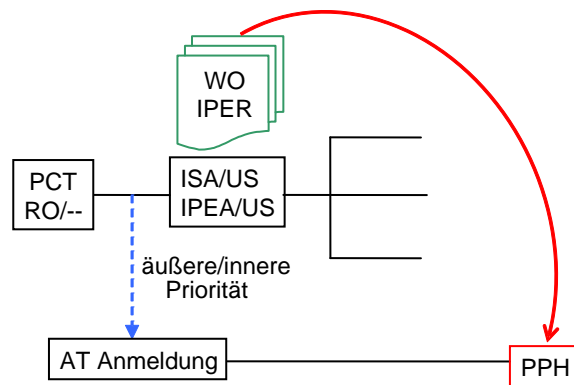 WO
IPER
PCT
RO/--
ISA/US
IPEA/US
äußere/innere
Priorität
AT Anmeldung
PPH